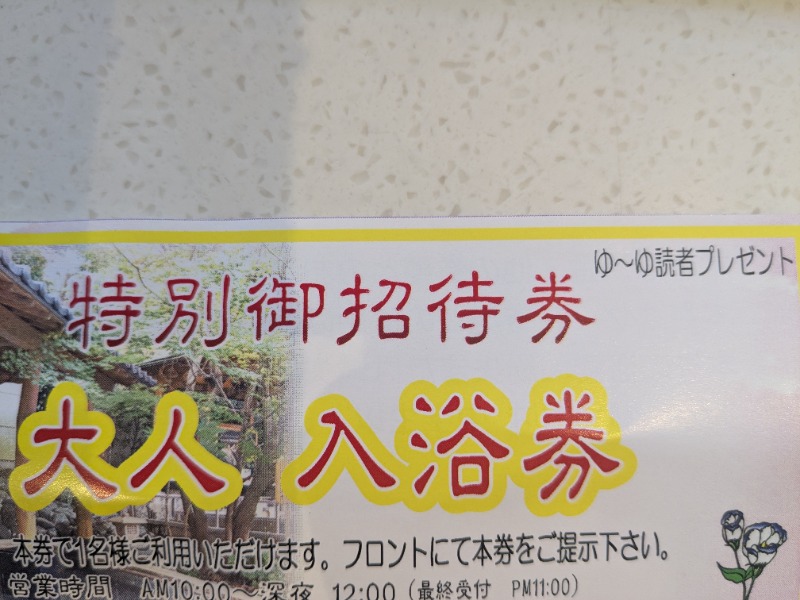 ゆ〜ゆ読者プレゼント
特別御招待券
大人 入浴券
本券で1名様ご利用いただけます。フロントにて本券をご提示下さい。
営業時間 AM10:00〜深夜 12:00（最終受付 PM11:00）